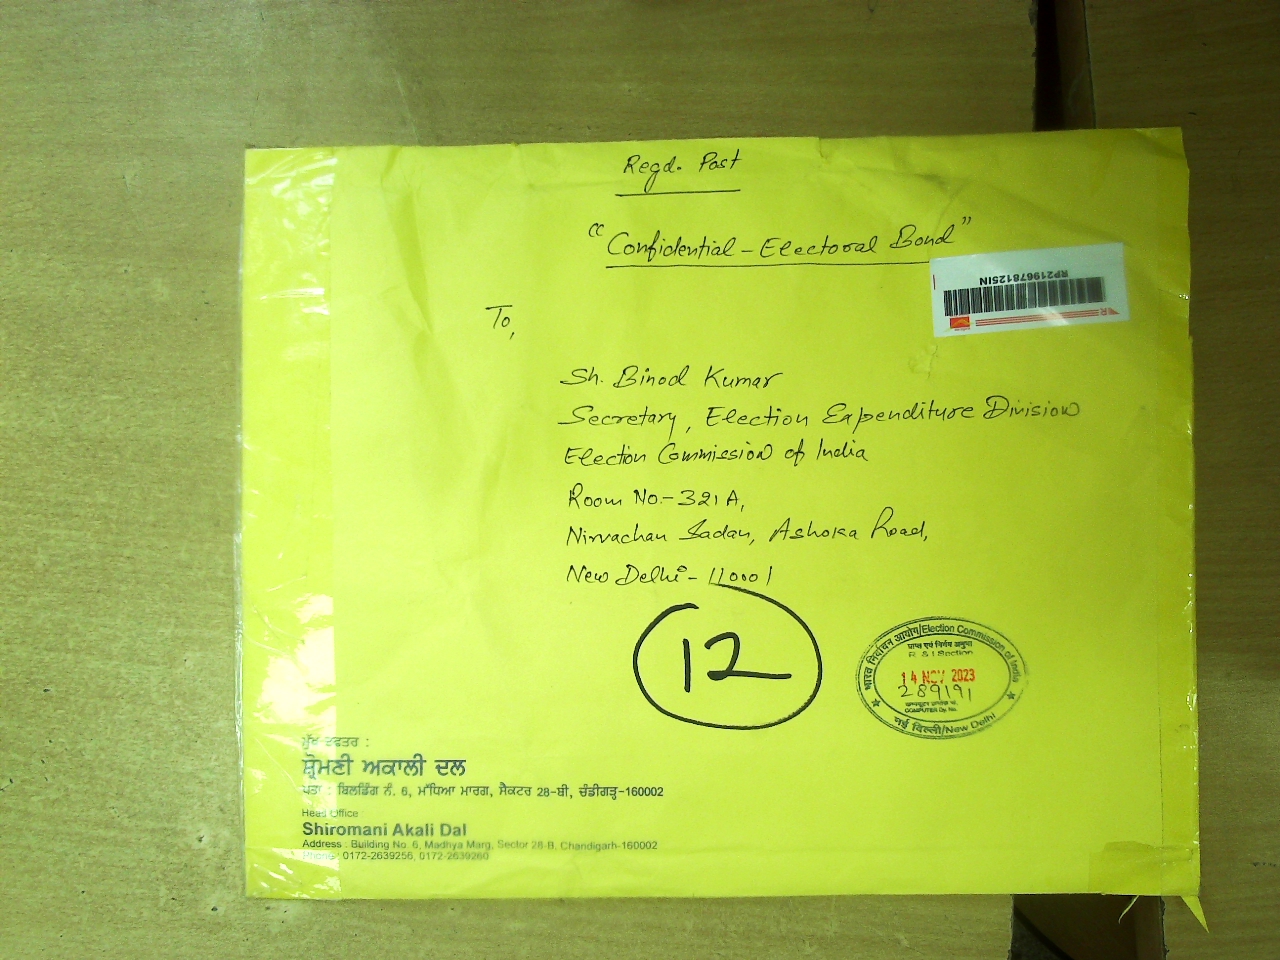 Regd. Post
"Confidential - Electoral Bond"
RP219678125IN
To,
Sh. Binod Kumar
Secretary, Election Expenditure Division
Election Commission of India
Room No.- 321A,
Nirvachan Sadan, Ashoka Road,
New Delhi - 110001
12
भारत निर्वाचन आयोग/Election Commission of India
R & I Section
14 NOV 2023
289191
COMPUTER Dy. No.
नई दिल्ली/New Delhi
ਮੁੱਖ ਦਫਤਰ :
ਸ਼੍ਰੋਮਣੀ ਅਕਾਲੀ ਦਲ
ਪਤਾ : ਬਿਲਡਿੰਗ ਨੰ. 6, ਮੱਧਿਆ ਮਾਰਗ, ਸੈਕਟਰ 28-ਬੀ, ਚੰਡੀਗੜ੍ਹ-160002
Head Office
Shiromani Akali Dal
Address : Building No. 6, Madhya Marg, Sector 28-B, Chandigarh-160002
Phone : 0172-2639256, 0172-2639260